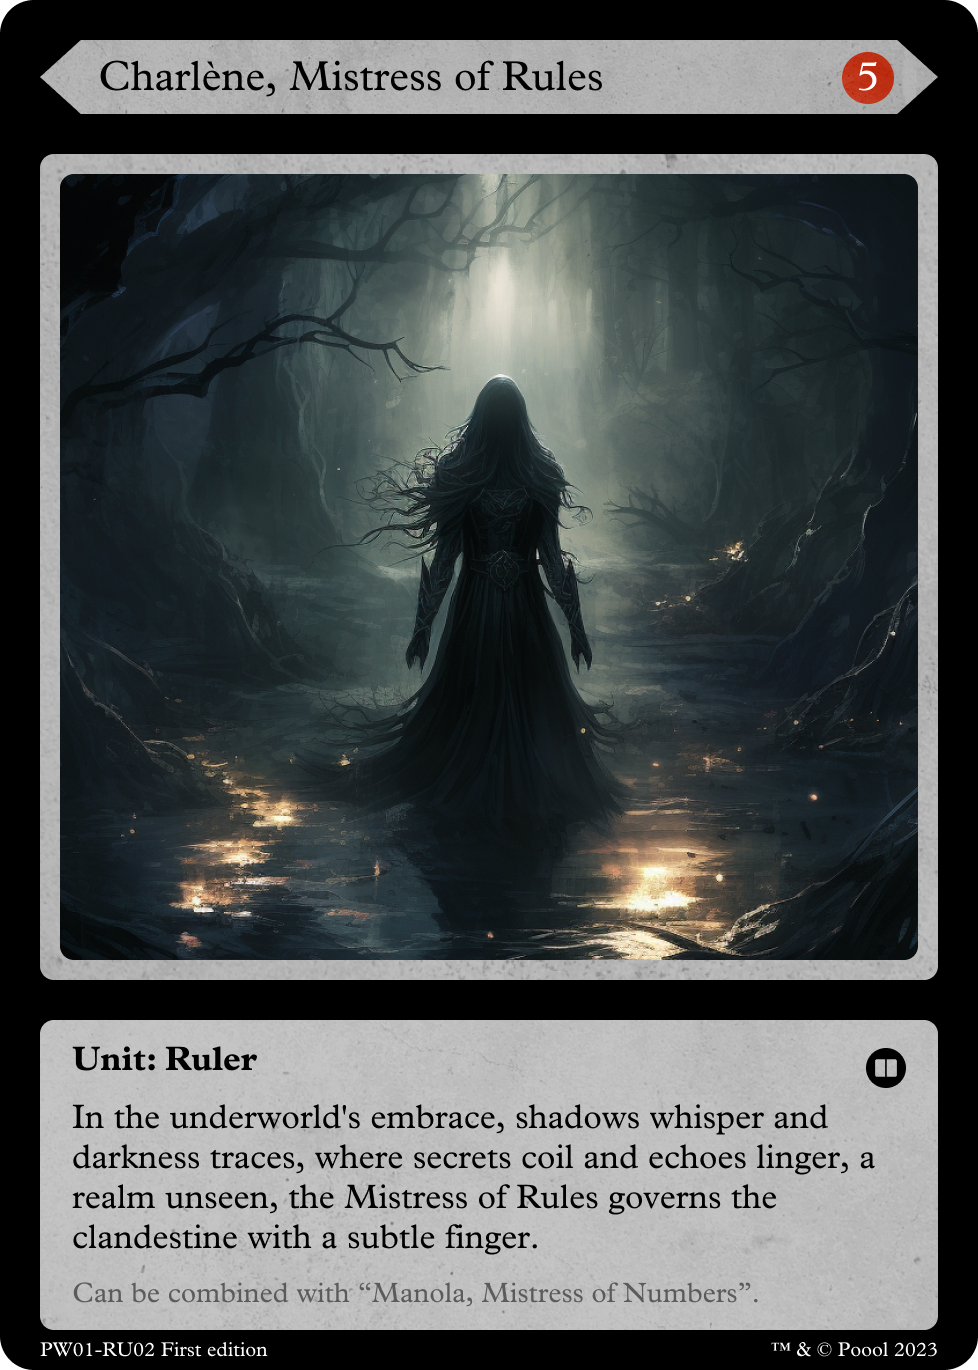 Charlène, Mistress of Rules
5
Unit: Ruler
In the underworld's embrace, shadows whisper and
darkness traces, where secrets coil and echoes linger, a
realm unseen, the Mistress of Rules governs the
clandestine with a subtle finger.
Can be combined with “Manola, Mistress of Numbers”.
PW01-RU02 First edition
™ & © Poool 2023